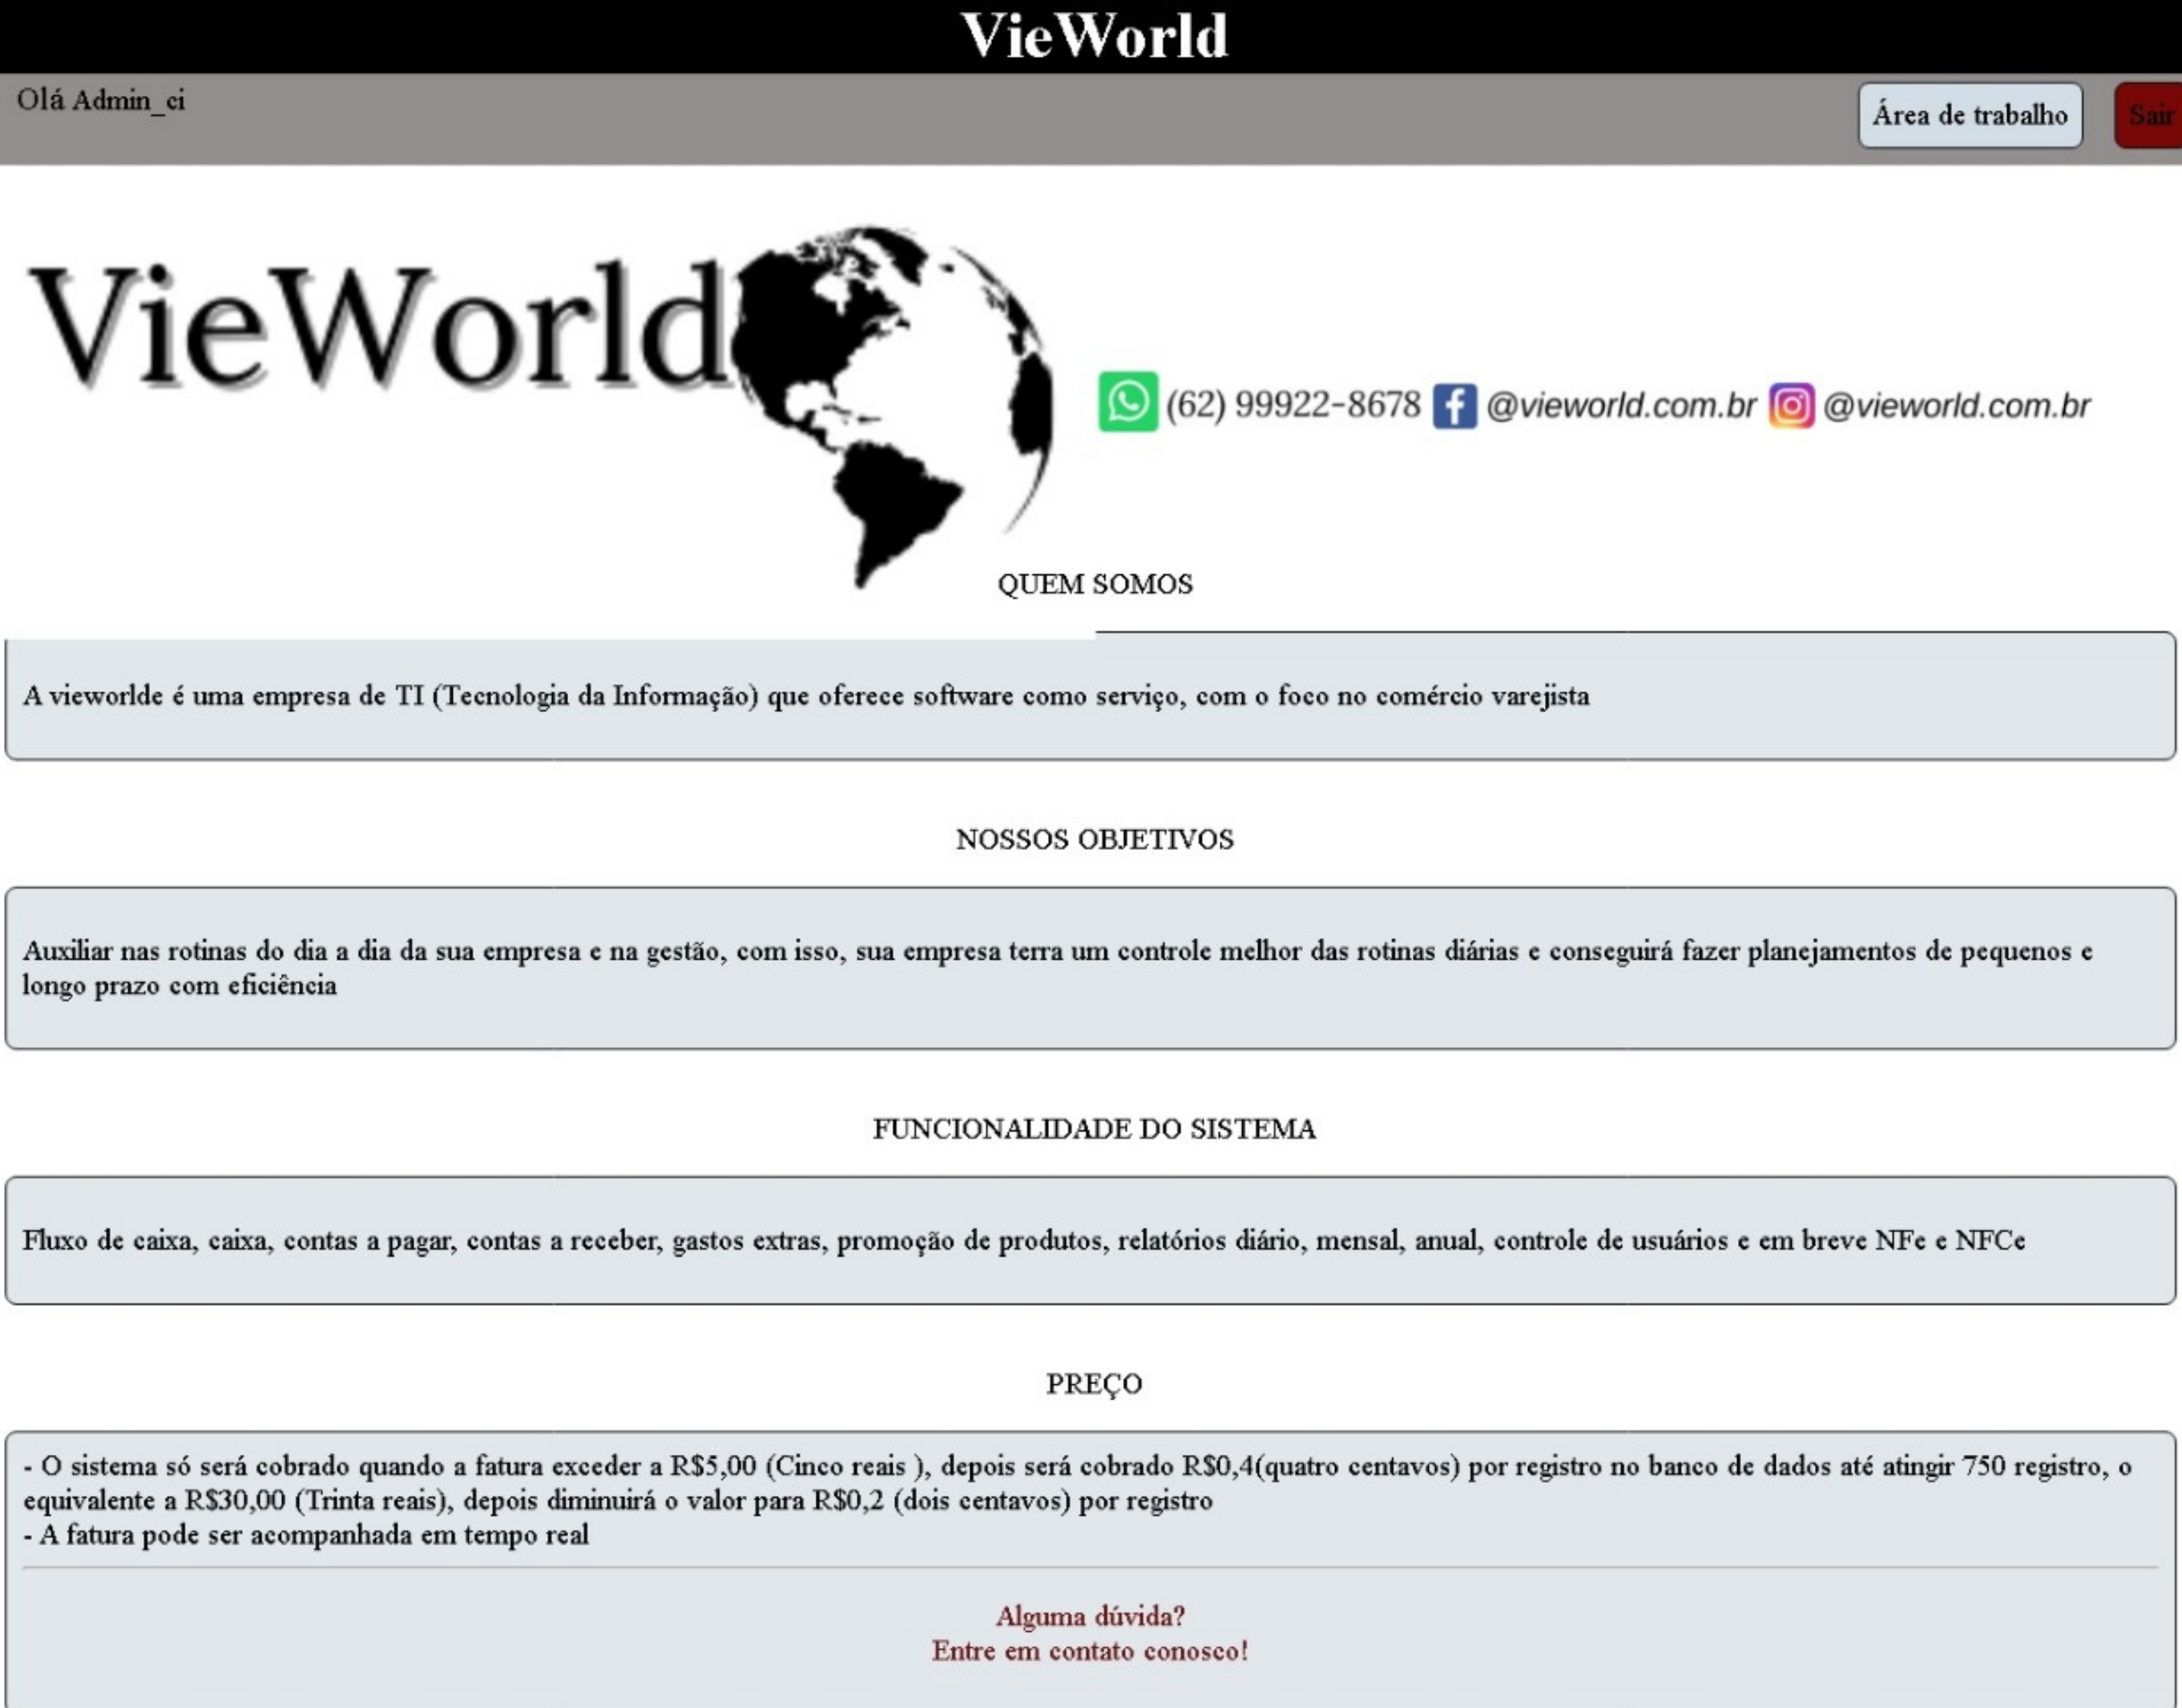 VieWorld
Olá Admin_ci
Área de trabalho
Sair
VieWorld
(62) 99922-8678 @vieworld.com.br @vieworld.com.br
QUEM SOMOS
A vieworlde é uma empresa de TI (Tecnologia da Informação) que oferece software como serviço, com o foco no comércio varejista
NOSSOS OBJETIVOS
Auxiliar nas rotinas do dia a dia da sua empresa e na gestão, com isso, sua empresa terra um controle melhor das rotinas diárias e conseguirá fazer planejamentos de pequenos e
longo prazo com eficiência
FUNCIONALIDADE DO SISTEMA
Fluxo de caixa, caixa, contas a pagar, contas a receber, gastos extras, promoção de produtos, relatórios diário, mensal, anual, controle de usuários e em breve NFe e NFCe
PREÇO
- O sistema só será cobrado quando a fatura exceder a R$5,00 (Cinco reais ), depois será cobrado R$0,4(quatro centavos) por registro no banco de dados até atingir 750 registro, o
equivalente a R$30,00 (Trinta reais), depois diminuirá o valor para R$0,2 (dois centavos) por registro
- A fatura pode ser acompanhada em tempo real
Alguma dúvida?
Entre em contato conosco!